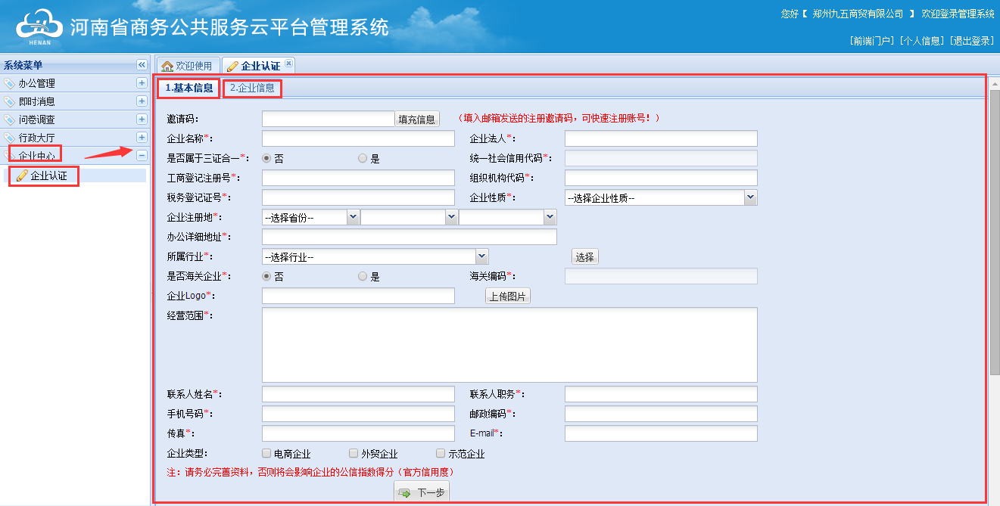 您好【 郑州九五商贸有限公司 】 欢迎登录管理系统
HENAN
河南省商务公共服务云平台管理系统
[前端门户] [个人信息] [退出登录]
系统菜单
办公管理
即时消息
问卷调查
行政大厅
企业中心
企业认证
欢迎使用 企业认证
1.基本信息 2.企业信息
邀请码: 填充信息 (填入邮箱发送的注册邀请码，可快速注册账号！)
企业名称*: 企业法人*:
是否属于三证合一*: 否 是 统一社会信用代码*:
工商登记注册号*: 组织机构代码*:
税务登记证号*: 企业性质*: --选择企业性质--
企业注册地*: --选择省份--
办公详细地址*:
所属行业*: --选择行业-- 选择
是否海关企业*: 否 是 海关编码*:
企业Logo*: 上传图片
经营范围*:
联系人姓名*: 联系人职务*:
手机号码*: 邮政编码*:
传真*: E-mail*:
企业类型: 电商企业 外贸企业 示范企业
注: 请务必完善资料，否则将会影响企业的公信指数得分（官方信用度）
下一步